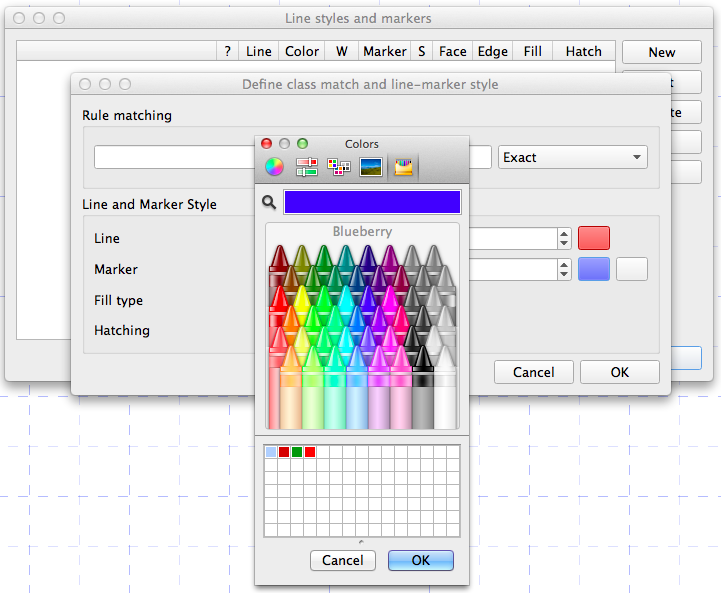 Line styles and markers
? Line Color W Marker S Face Edge Fill Hatch
New
Define class match and line-marker style
Rule matching
Exact
Colors
Line and Marker Style
Blueberry
Line
Marker
Fill type
Hatching
Cancel OK
Cancel OK